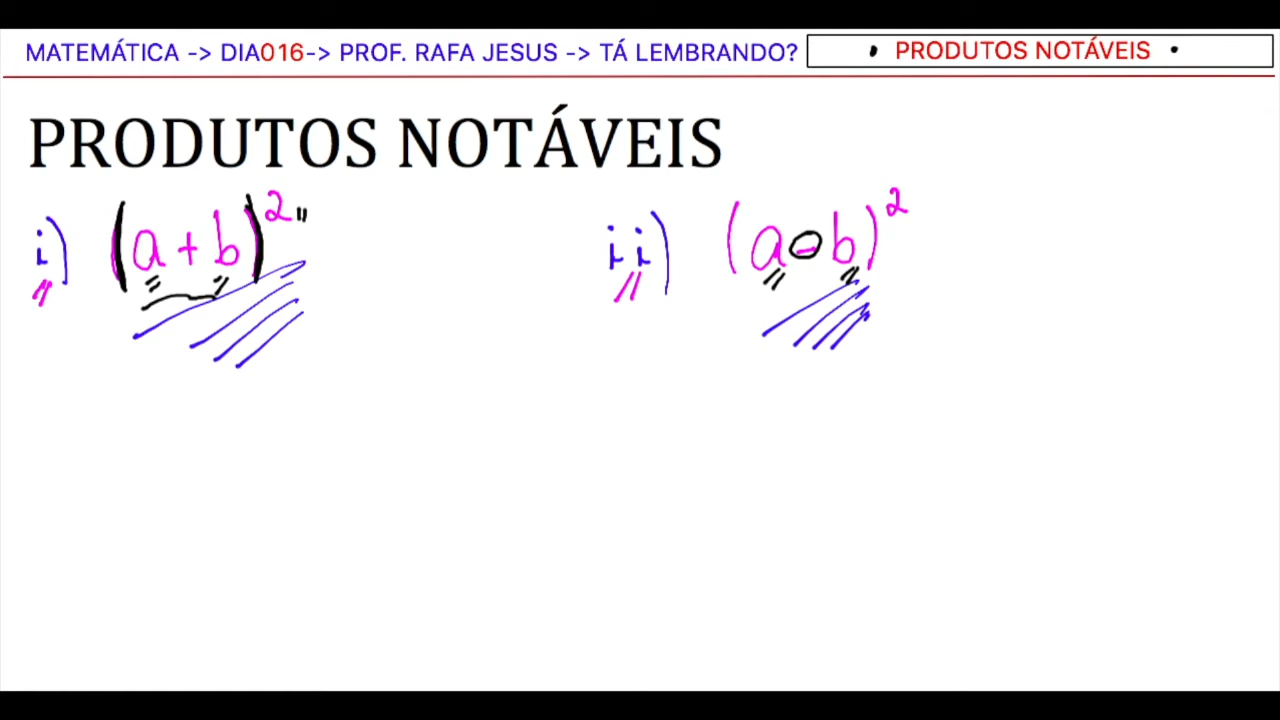 MATEMÁTICA -> DIA016-> PROF. RAFA JESUS -> TÁ LEMBRANDO? • PRODUTOS NOTÁVEIS •
PRODUTOS NOTÁVEIS
i) (a + b)² ii) (a - b)²